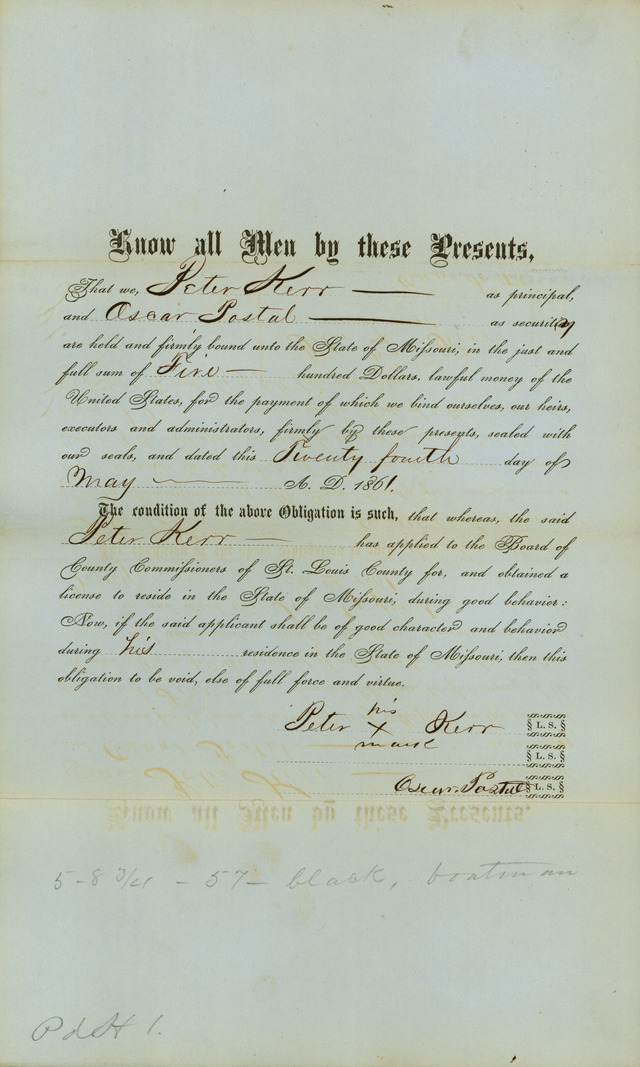 Know all Men by these Presents,
That we, Peter Kerr as principal,
and Oscar Postal as security
are held and firmly bound unto the State of Missouri, in the just and
full sum of Five hundred Dollars, lawful money of the
United States, for the payment of which we bind ourselves, our heirs,
executors and administrators, firmly by these presents, sealed with
our seals, and dated this Twenty fourth day of
May A. D. 1861.
The condition of the above Obligation is such, that whereas, the said
Peter Kerr has applied to the Board of
County Commissioners of St. Louis County for, and obtained a
license to reside in the State of Missouri, during good behavior:
Now, if the said applicant shall be of good character and behavior
during his residence in the State of Missouri, then this
obligation to be void, else of full force and virtue.
his
Peter X Kerr L. S.
mark
L. S.
Oscar. Postal L. S.
5-8 3/4 - 57- black, boatman
Pd $1.